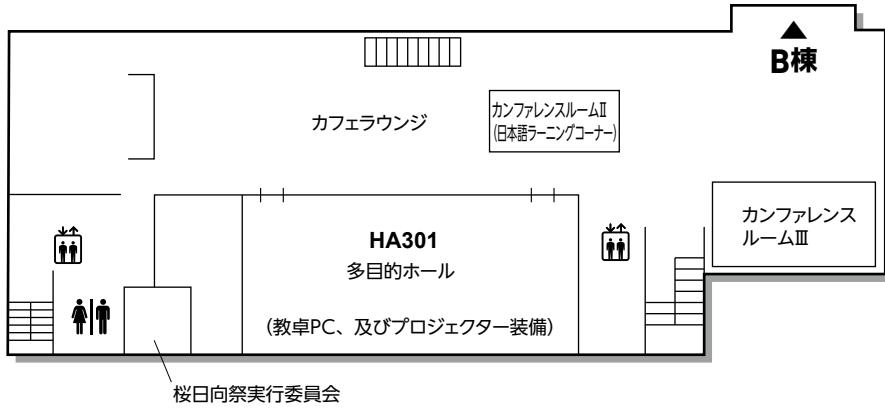 B棟
カフェラウンジ
カンファレンスルームⅡ
(日本語ラーニングコーナー)
カンファレンス
ルームⅢ
HA301
多目的ホール
(教卓PC、及びプロジェクター装備)
桜日向祭実行委員会